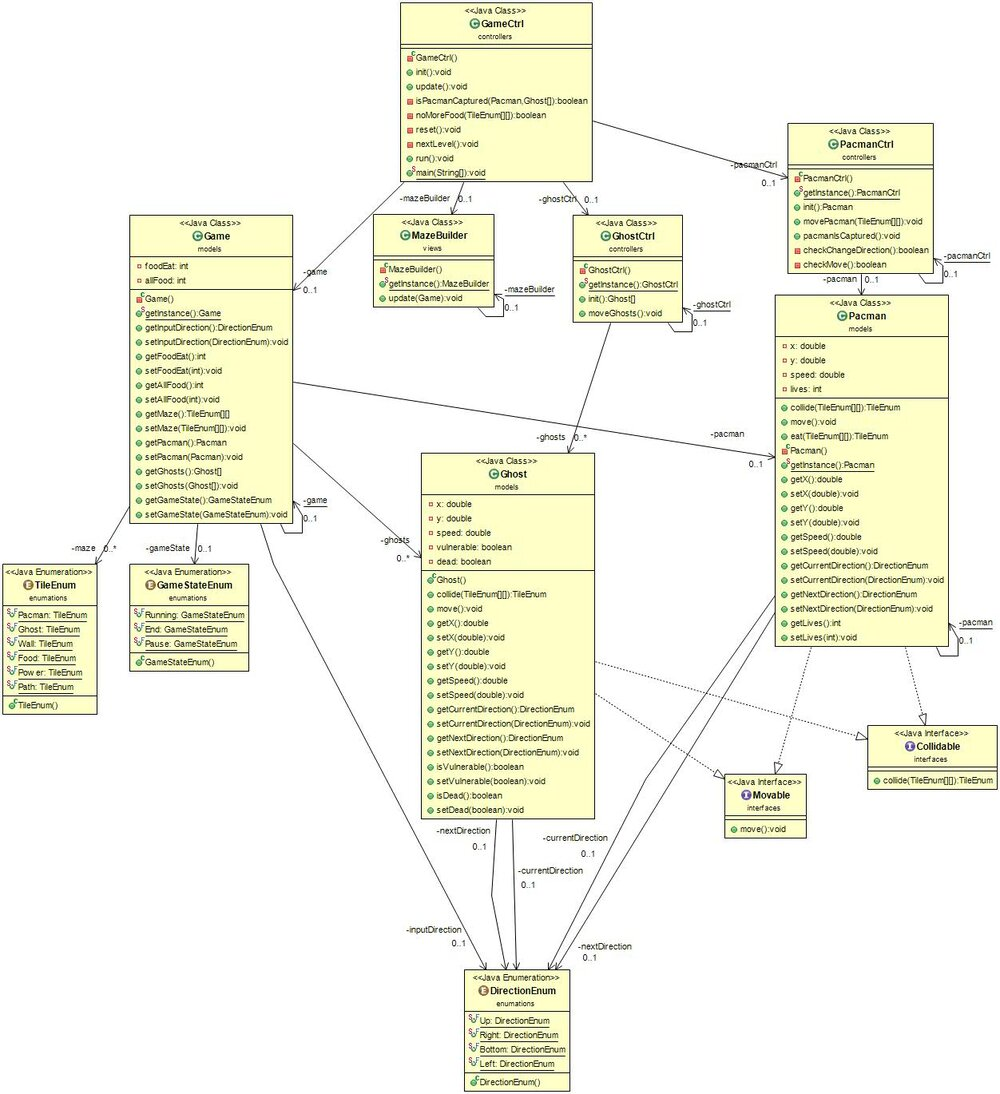 <<Java Class>>
GameCtrl
controllers
GameCtrl()
init():void
update():void
isPacmanCaptured(Pacman,Ghost[]):boolean
noMoreFood(TileEnum[][]):boolean
reset():void
nextLevel():void
run():void
main(String[]):void
-pacmanCtrl
0..1
-mazeBuilder
0..1
-ghostCtrl
0..1
-game
0..1
<<Java Class>>
PacmanCtrl
controllers
PacmanCtrl()
getInstance():PacmanCtrl
init():Pacman
movePacman(TileEnum[][]):void
pacmanIsCaptured():void
checkChangeDirection():boolean
checkMove():boolean
-pacmanCtrl
0..1
-pacman
0..1
<<Java Class>>
Game
models
foodEat: int
allFood: int
Game()
getInstance():Game
getInputDirection():DirectionEnum
setInputDirection(DirectionEnum):void
getFoodEat():int
setFoodEat(int):void
getAllFood():int
setAllFood(int):void
getMaze():TileEnum[][]
setMaze(TileEnum[][]):void
getPacman():Pacman
setPacman(Pacman):void
getGhosts():Ghost[]
setGhosts(Ghost[]):void
getGameState():GameStateEnum
setGameState(GameStateEnum):void
-game
0..1
<<Java Class>>
MazeBuilder
views
MazeBuilder()
getInstance():MazeBuilder
update(Game):void
-mazeBuilder
0..1
<<Java Class>>
GhostCtrl
controllers
GhostCtrl()
getInstance():GhostCtrl
init():Ghost[]
moveGhosts():void
-ghostCtrl
0..1
-ghosts
0..*
-pacman
0..1
-ghosts
0..*
<<Java Class>>
Pacman
models
x: double
y: double
speed: double
lives: int
collide(TileEnum[][]):TileEnum
move():void
eat(TileEnum[][]):TileEnum
Pacman()
getInstance():Pacman
getX():double
setX(double):void
getY():double
setY(double):void
getSpeed():double
setSpeed(double):void
getCurrentDirection():DirectionEnum
setCurrentDirection(DirectionEnum):void
getNextDirection():DirectionEnum
setNextDirection(DirectionEnum):void
getLives():int
setLives(int):void
-pacman
0..1
<<Java Class>>
Ghost
models
x: double
y: double
speed: double
vulnerable: boolean
dead: boolean
Ghost()
collide(TileEnum[][]):TileEnum
move():void
getX():double
setX(double):void
getY():double
setY(double):void
getSpeed():double
setSpeed(double):void
getCurrentDirection():DirectionEnum
setCurrentDirection(DirectionEnum):void
getNextDirection():DirectionEnum
setNextDirection(DirectionEnum):void
isVulnerable():boolean
setVulnerable(boolean):void
isDead():boolean
setDead(boolean):void
-maze
0..*
-gameState
0..1
<<Java Enumeration>>
TileEnum
enumations
Pacman: TileEnum
Ghost: TileEnum
Wall: TileEnum
Food: TileEnum
Power: TileEnum
Path: TileEnum
TileEnum()
<<Java Enumeration>>
GameStateEnum
enumations
Running: GameStateEnum
End: GameStateEnum
Pause: GameStateEnum
GameStateEnum()
<<Java Interface>>
Collidable
interfaces
collide(TileEnum[][]):TileEnum
<<Java Interface>>
Movable
interfaces
move():void
-nextDirection
0..1
-currentDirection
0..1
-currentDirection
0..1
-inputDirection
0..1
-nextDirection
0..1
<<Java Enumeration>>
DirectionEnum
enumations
Up: DirectionEnum
Right: DirectionEnum
Bottom: DirectionEnum
Left: DirectionEnum
DirectionEnum()